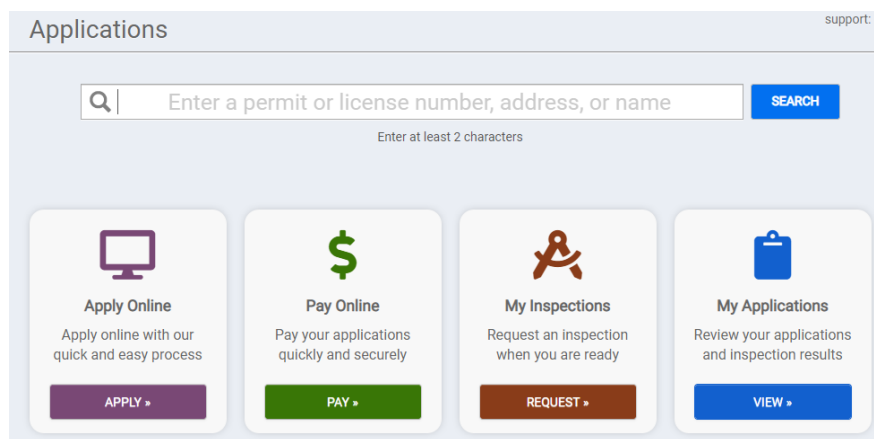 Applications
support:
Enter a permit or license number, address, or name
SEARCH
Enter at least 2 characters
Apply Online
Apply online with our
quick and easy process
APPLY »
$
Pay Online
Pay your applications
quickly and securely
PAY »
My Inspections
Request an inspection
when you are ready
REQUEST »
My Applications
Review your applications
and inspection results
VIEW »